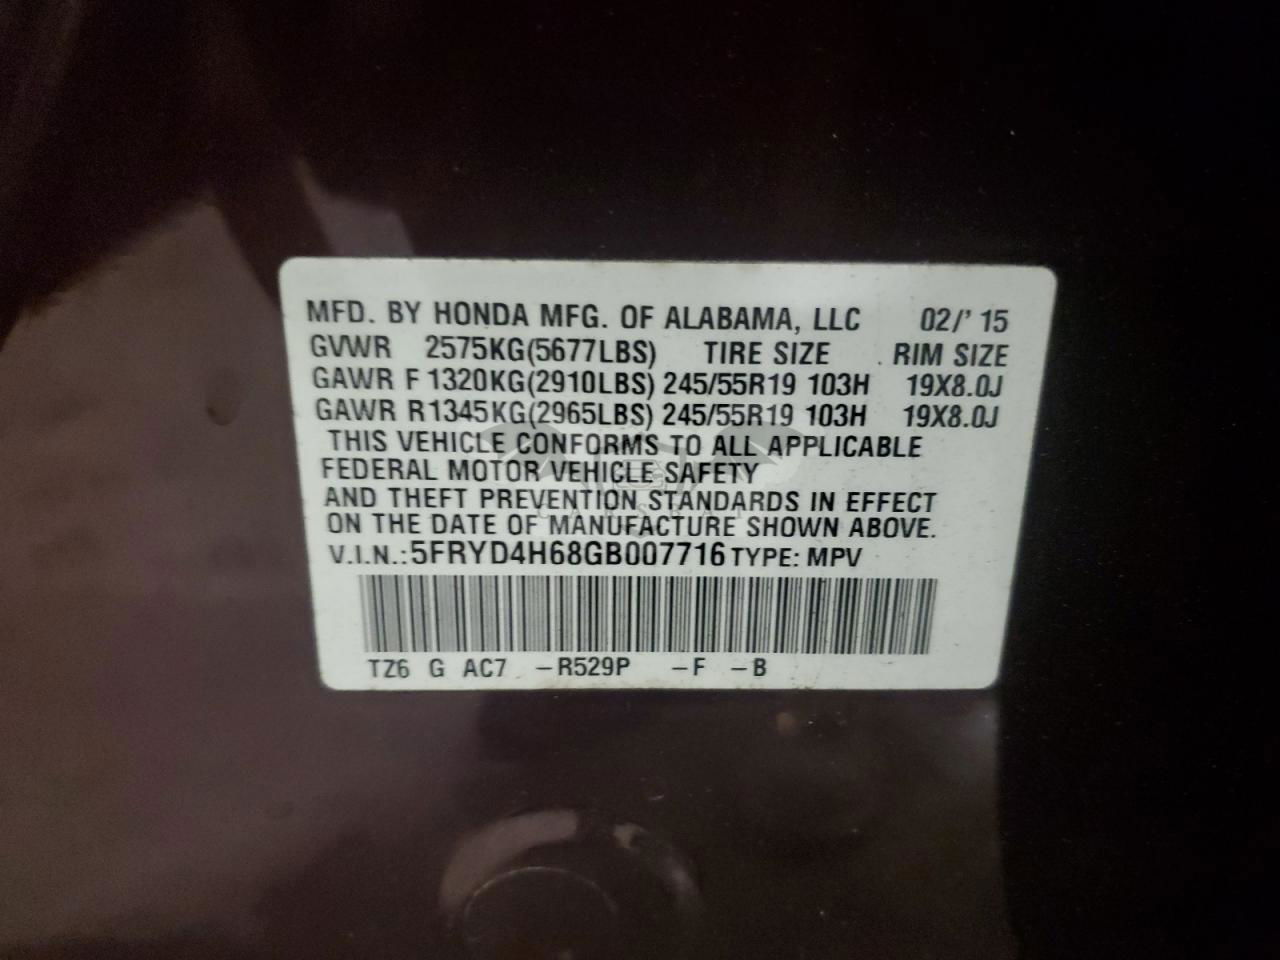 MFD. BY HONDA MFG. OF ALABAMA, LLC 02/' 15
GVWR 2575KG(5677LBS) TIRE SIZE RIM SIZE
GAWR F 1320KG(2910LBS) 245/55R19 103H 19X8.0J
GAWR R1345KG(2965LBS) 245/55R19 103H 19X8.0J
THIS VEHICLE CONFORMS TO ALL APPLICABLE
FEDERAL MOTOR VEHICLE SAFETY
AND THEFT PREVENTION STANDARDS IN EFFECT
ON THE DATE OF MANUFACTURE SHOWN ABOVE.
V.I.N.:5FRYD4H68GB007716 TYPE: MPV
TZ6 G AC7 -R529P -F -B